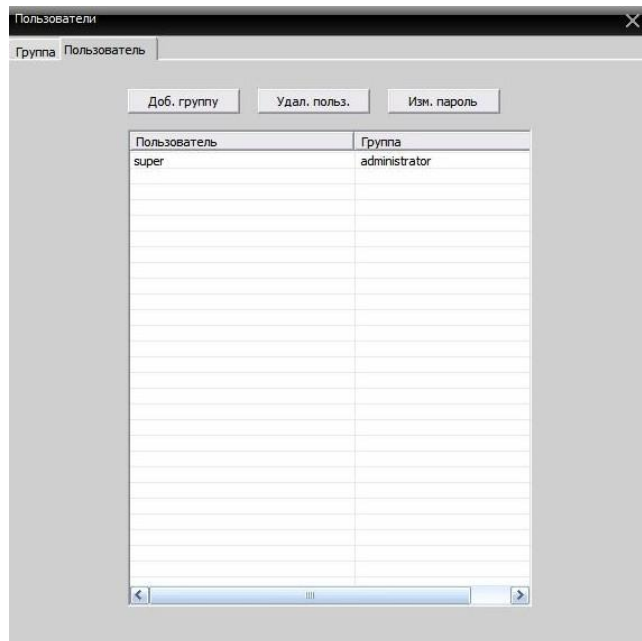 Пользователи
Группа Пользователь
Доб. группу Удал. польз. Изм. пароль
Пользователь Группа
super administrator